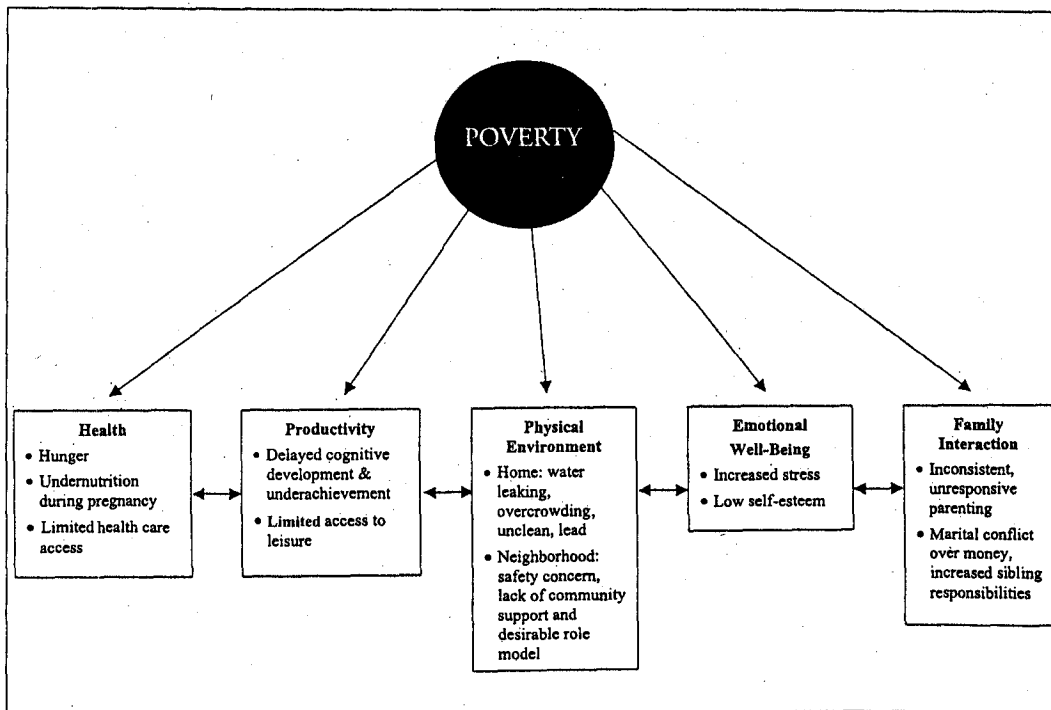 POVERTY
Health
• Hunger
• Undernutrition
during pregnancy
• Limited health care
access
Productivity
• Delayed cognitive
development &
underachievement
• Limited access to
leisure
Physical
Environment
• Home: water
leaking,
overcrowding,
unclean, lead
• Neighborhood:
safety concern,
lack of community
support and
desirable role
model
Emotional
Well-Being
• Increased stress
• Low self-esteem
Family
Interaction
• Inconsistent,
unresponsive
parenting
• Marital conflict
over money,
increased sibling
responsibilities